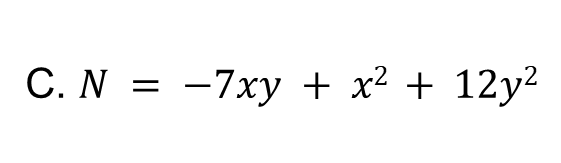 C. N = −7xy + x² + 12y²